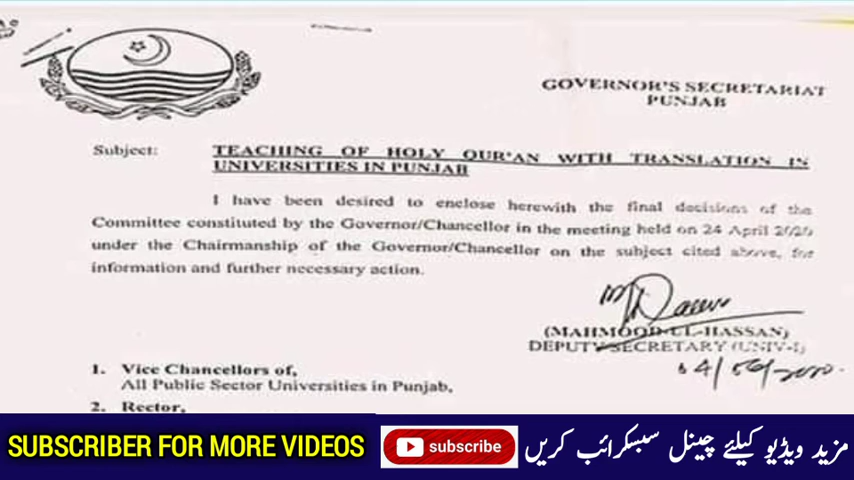 GOVERNOR'S SECRETARIAT
PUNJAB
Subject: TEACHING OF HOLY QUR'AN WITH TRANSLATION IN
UNIVERSITIES IN PUNJAB
I have been desired to enclose herewith the final decisions of the
Committee constituted by the Governor/Chancellor in the meeting held on 24 April 2020
under the Chairmanship of the Governor/Chancellor on the subject cited above, for
information and further necessary action.
(MAHMOOD-UL-HASSAN)
DEPUTY SECRETARY (UNIV-I)
04/06/2020.
1. Vice Chancellors of,
All Public Sector Universities in Punjab,
2. Rector,
SUBSCRIBER FOR MORE VIDEOS
subscribe
مزید ویڈیو کیلئے چینل سبسکرائب کریں